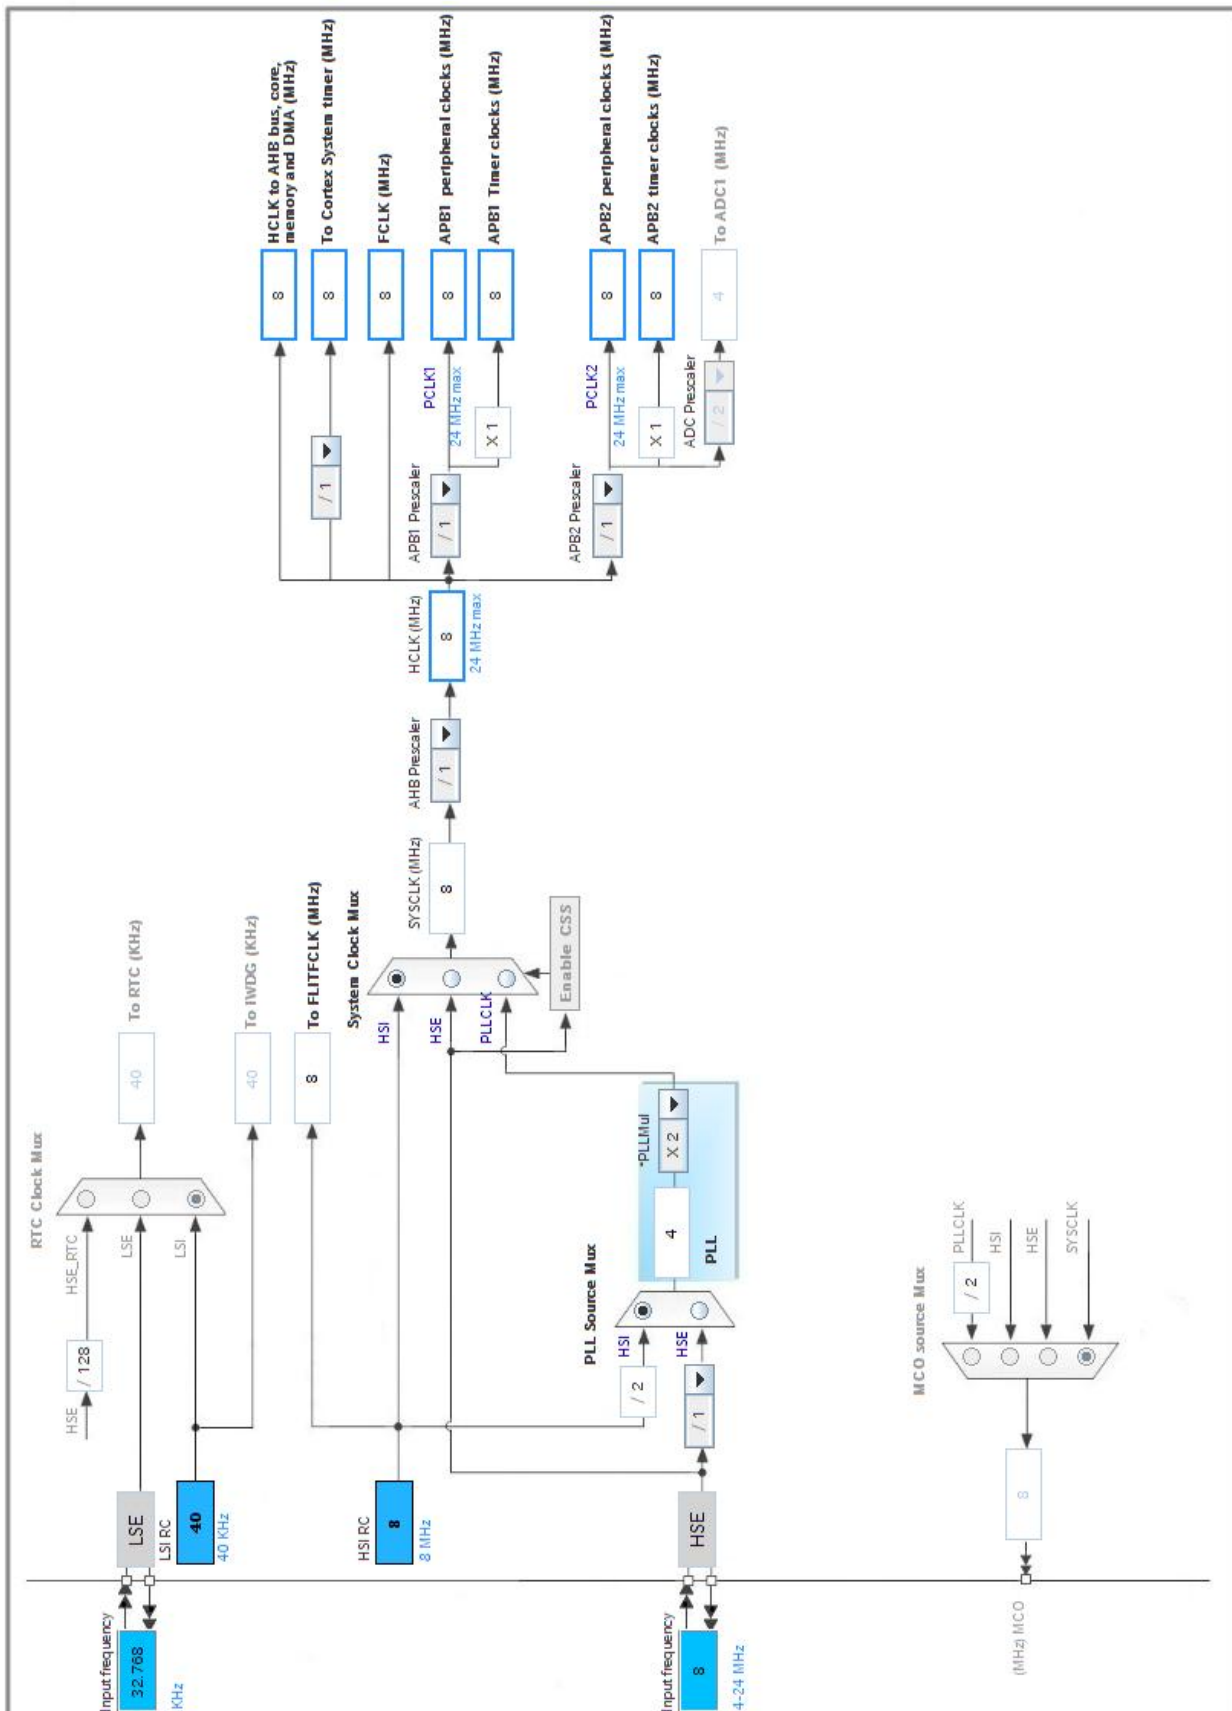 RTC Clock Mux
HSE
/ 128
HSE_RTC
To RTC (KHz)
40
Input frequency
32.768
KHz
LSE
LSE
LSI RC
40
40 KHz
LSI
40
To IWDG (KHz)
8
To FLITFCLK (MHz)
HSI RC
8
8 MHz
System Clock Mux
HSI
HSE
PLLCLK
Enable CSS
SYSCLK (MHz)
8
AHB Prescaler
/ 1
HCLK (MHz)
8
24 MHz max
8
HCLK to AHB bus, core,
memory and DMA (MHz)
/ 1
8
To Cortex System timer (MHz)
8
FCLK (MHz)
APB1 Prescaler
/ 1
PCLK1
24 MHz max
8
APB1 peripheral clocks (MHz)
X 1
8
APB1 Timer clocks (MHz)
APB2 Prescaler
/ 1
PCLK2
24 MHz max
8
APB2 peripheral clocks (MHz)
X 1
8
APB2 timer clocks (MHz)
ADC Prescaler
/ 2
4
To ADC1 (MHz)
PLL Source Mux
/ 2
HSI
HSE
4
*PLLMul
X 2
PLL
Input frequency
8
4-24 MHz
HSE
/ 1
MCO source Mux
(MHz) MCO
8
/ 2
PLLCLK
HSI
HSE
SYSCLK